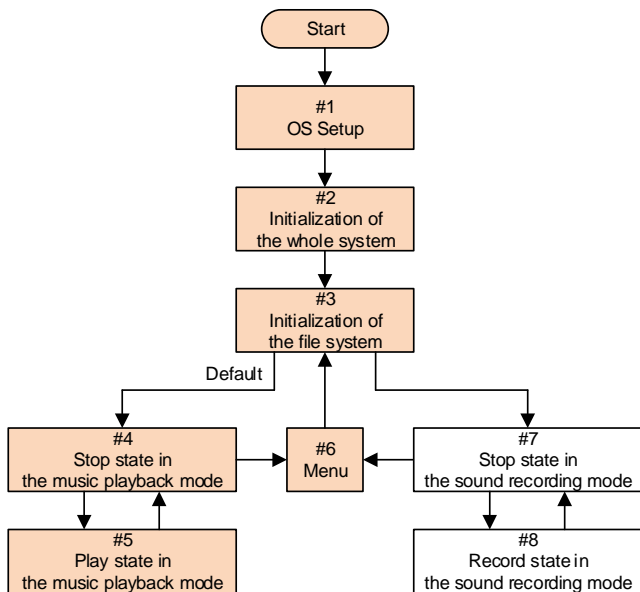 Start
#1
OS Setup
#2
Initialization of
the whole system
#3
Initialization of
the file system
Default
#4
Stop state in
the music playback mode
#6
Menu
#7
Stop state in
the sound recording mode
#5
Play state in
the music playback mode
#8
Record state in
the sound recording mode